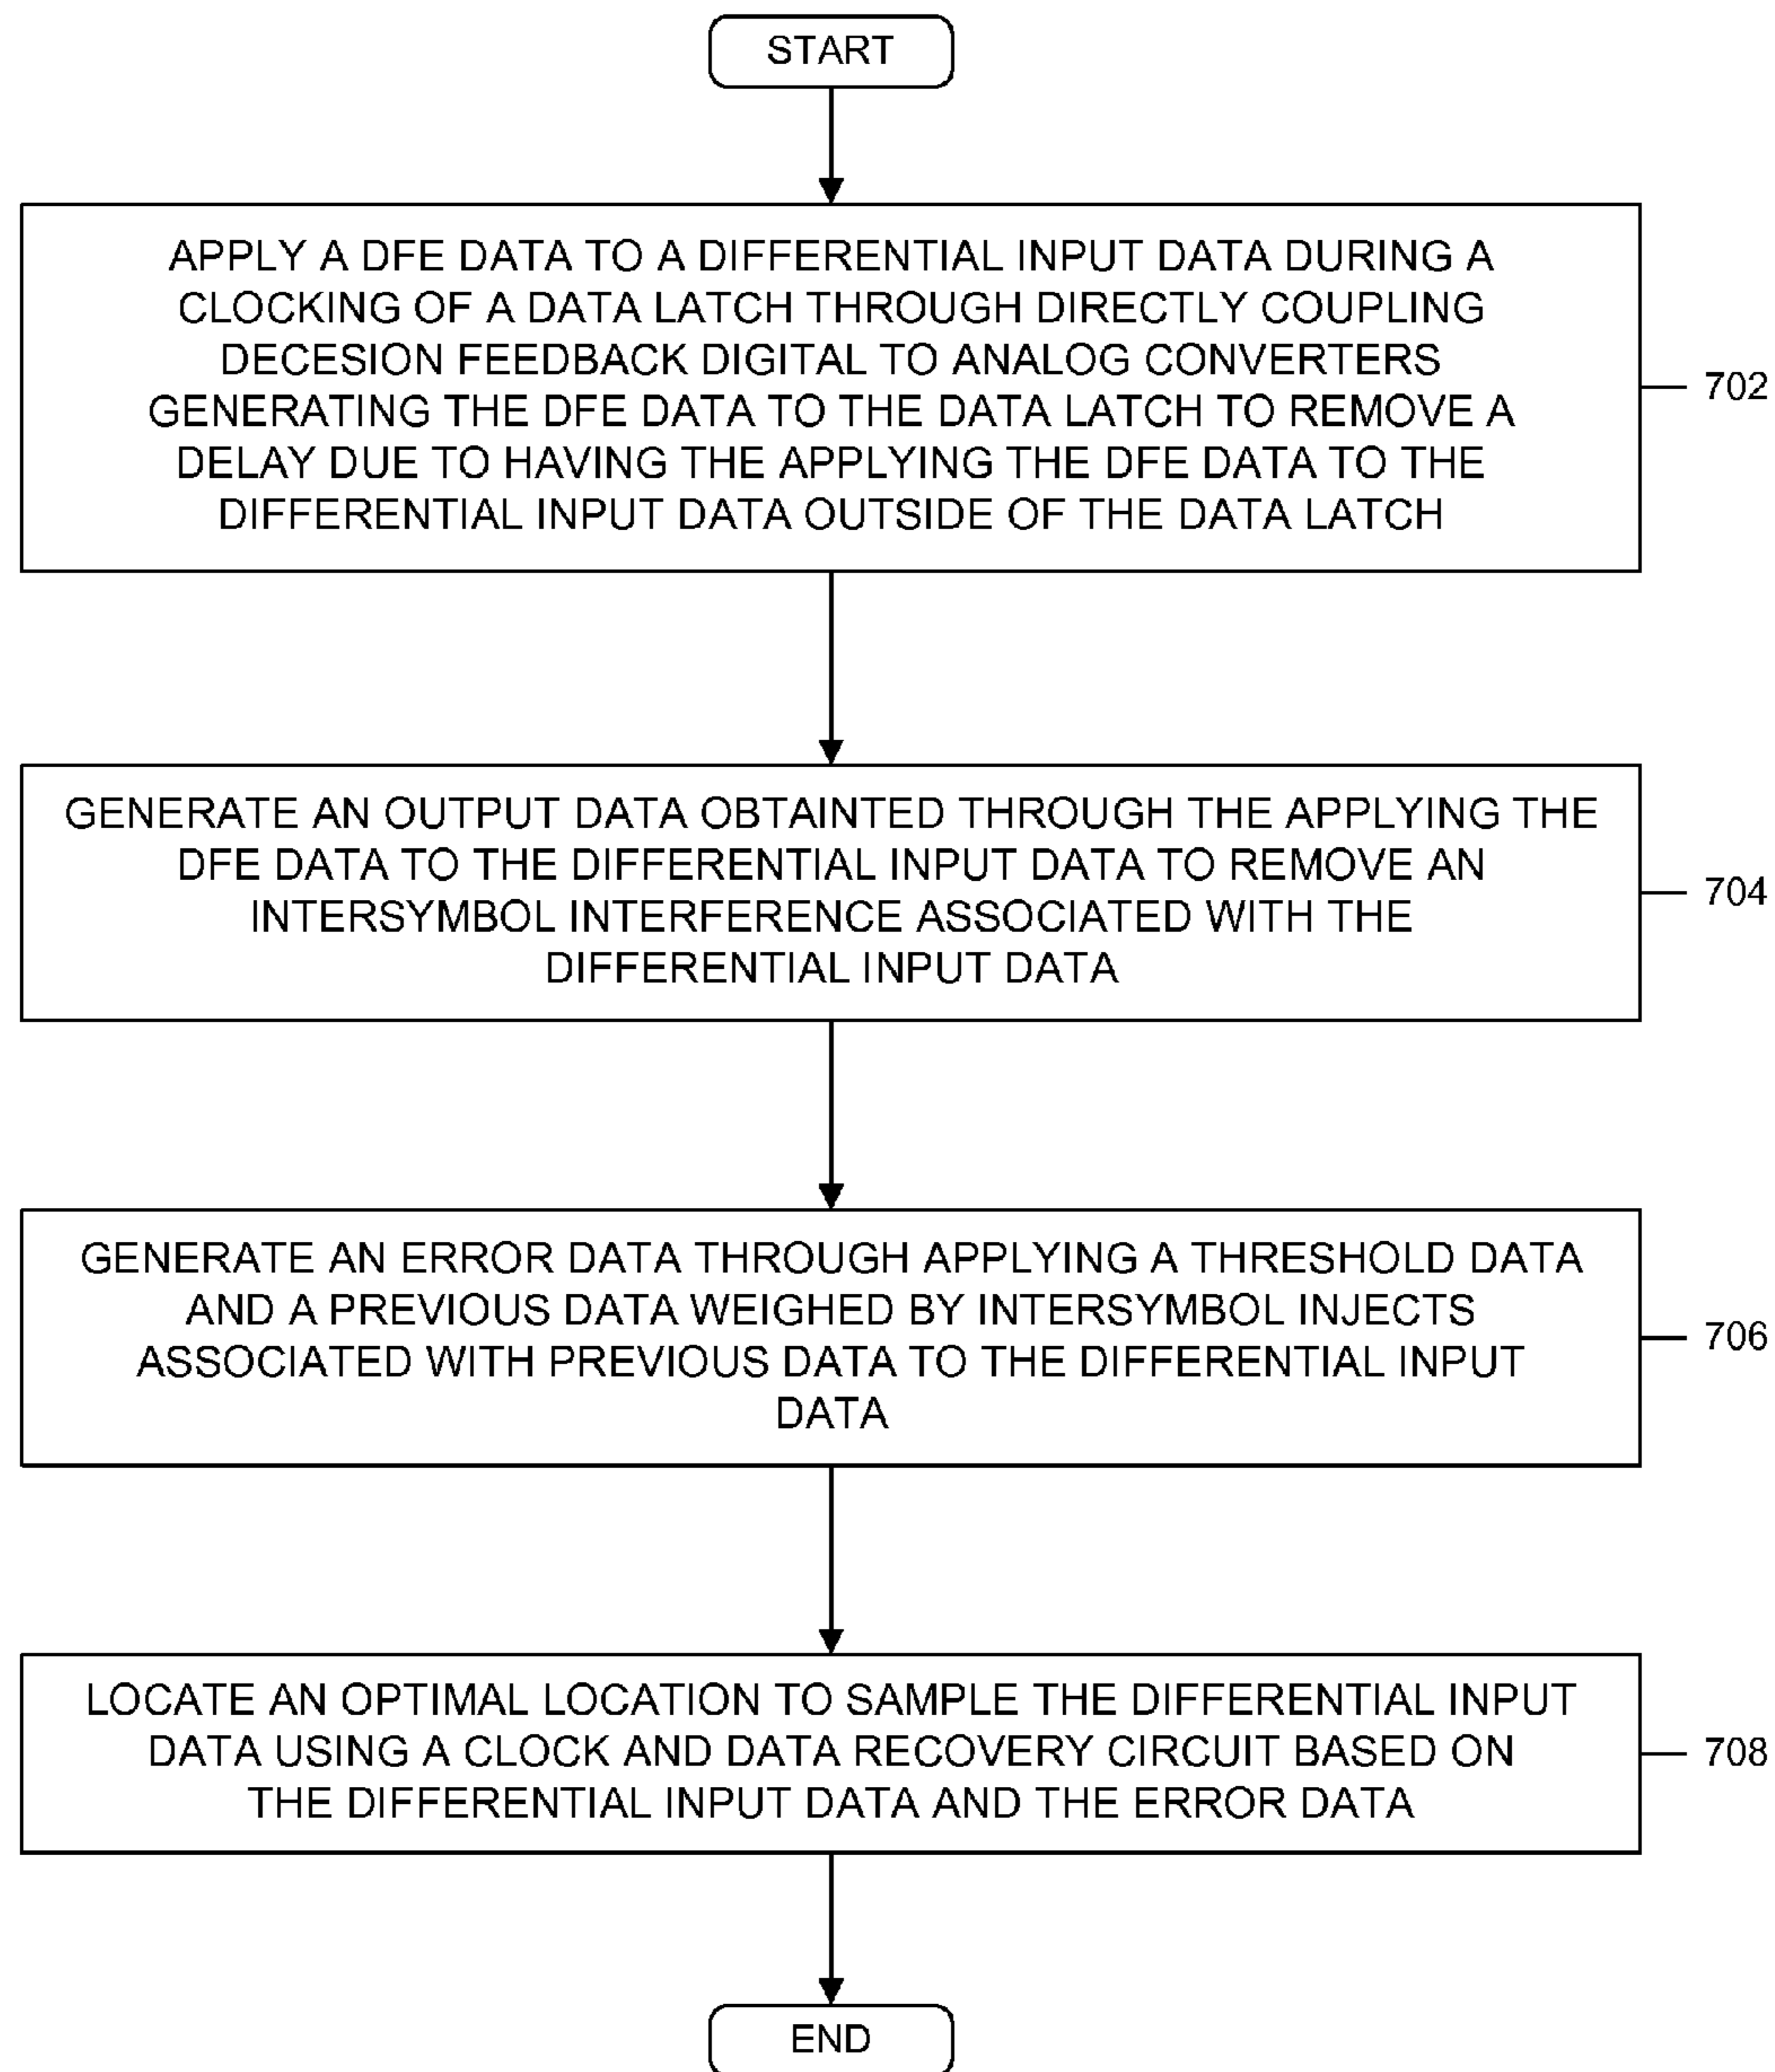 START
APPLY A DFE DATA TO A DIFFERENTIAL INPUT DATA DURING A
CLOCKING OF A DATA LATCH THROUGH DIRECTLY COUPLING
DECESION FEEDBACK DIGITAL TO ANALOG CONVERTERS
GENERATING THE DFE DATA TO THE DATA LATCH TO REMOVE A
DELAY DUE TO HAVING THE APPLYING THE DFE DATA TO THE
DIFFERENTIAL INPUT DATA OUTSIDE OF THE DATA LATCH
702
GENERATE AN OUTPUT DATA OBTAINTED THROUGH THE APPLYING THE
DFE DATA TO THE DIFFERENTIAL INPUT DATA TO REMOVE AN
INTERSYMBOL INTERFERENCE ASSOCIATED WITH THE
DIFFERENTIAL INPUT DATA
704
GENERATE AN ERROR DATA THROUGH APPLYING A THRESHOLD DATA
AND A PREVIOUS DATA WEIGHED BY INTERSYMBOL INJECTS
ASSOCIATED WITH PREVIOUS DATA TO THE DIFFERENTIAL INPUT
DATA
706
LOCATE AN OPTIMAL LOCATION TO SAMPLE THE DIFFERENTIAL INPUT
DATA USING A CLOCK AND DATA RECOVERY CIRCUIT BASED ON
THE DIFFERENTIAL INPUT DATA AND THE ERROR DATA
708
END